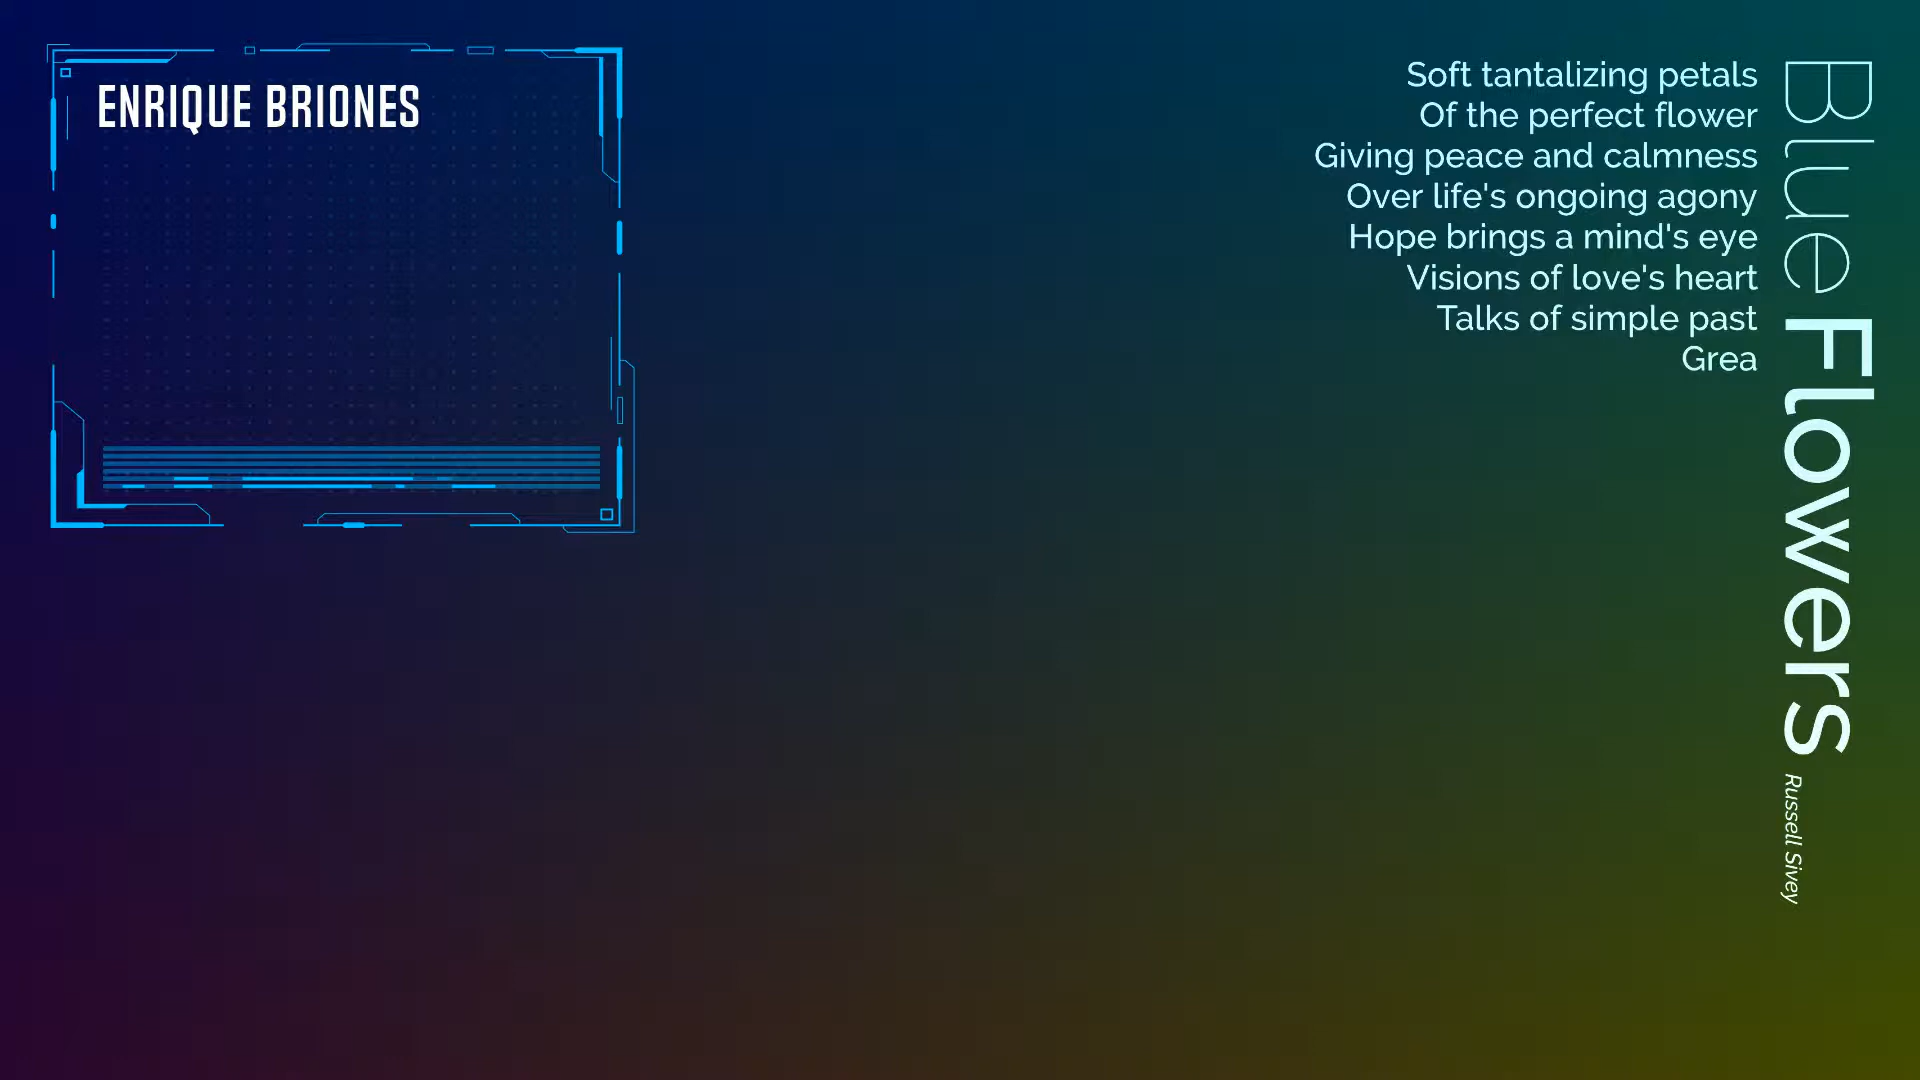 ENRIQUE BRIONES
Blue Flowers
Russell Sivey
Soft tantalizing petals
Of the perfect flower
Giving peace and calmness
Over life's ongoing agony
Hope brings a mind's eye
Visions of love's heart
Talks of simple past
Grea